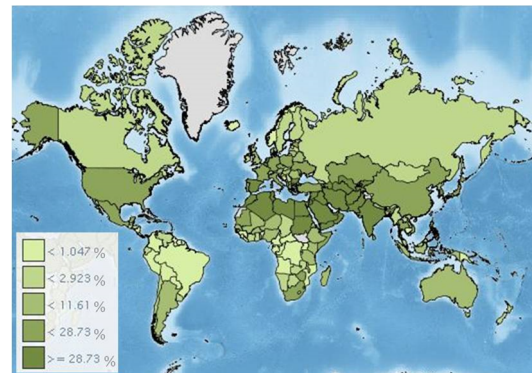 < 1.047 %
< 2.923 %
< 11.61 %
< 28.73 %
>= 28.73 %